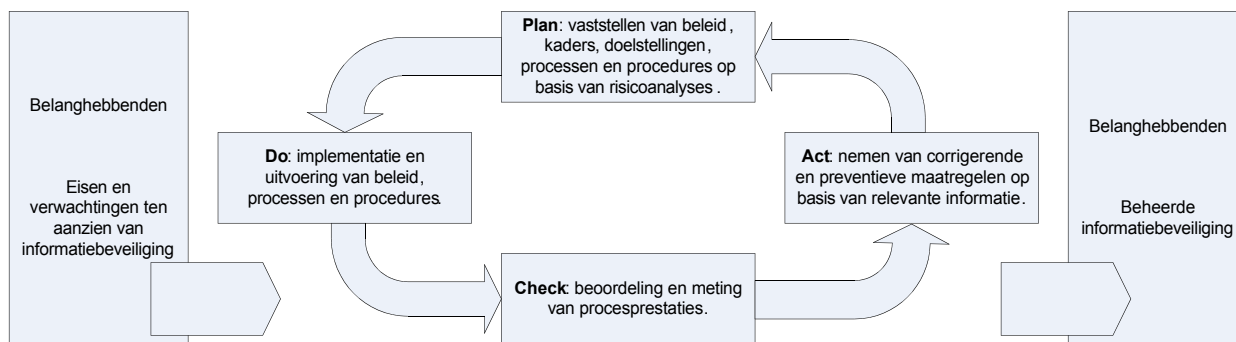 Belanghebbenden
Eisen en
verwachtingen ten
aanzien van
informatiebeveiliging
Plan: vaststellen van beleid,
kaders, doelstellingen,
processen en procedures op
basis van risicoanalyses .
Do: implementatie en
uitvoering van beleid,
processen en procedures.
Check: beoordeling en meting
van procesprestaties.
Act: nemen van corrigerende
en preventieve maatregelen op
basis van relevante informatie.
Belanghebbenden
Beheerde
informatiebeveiliging